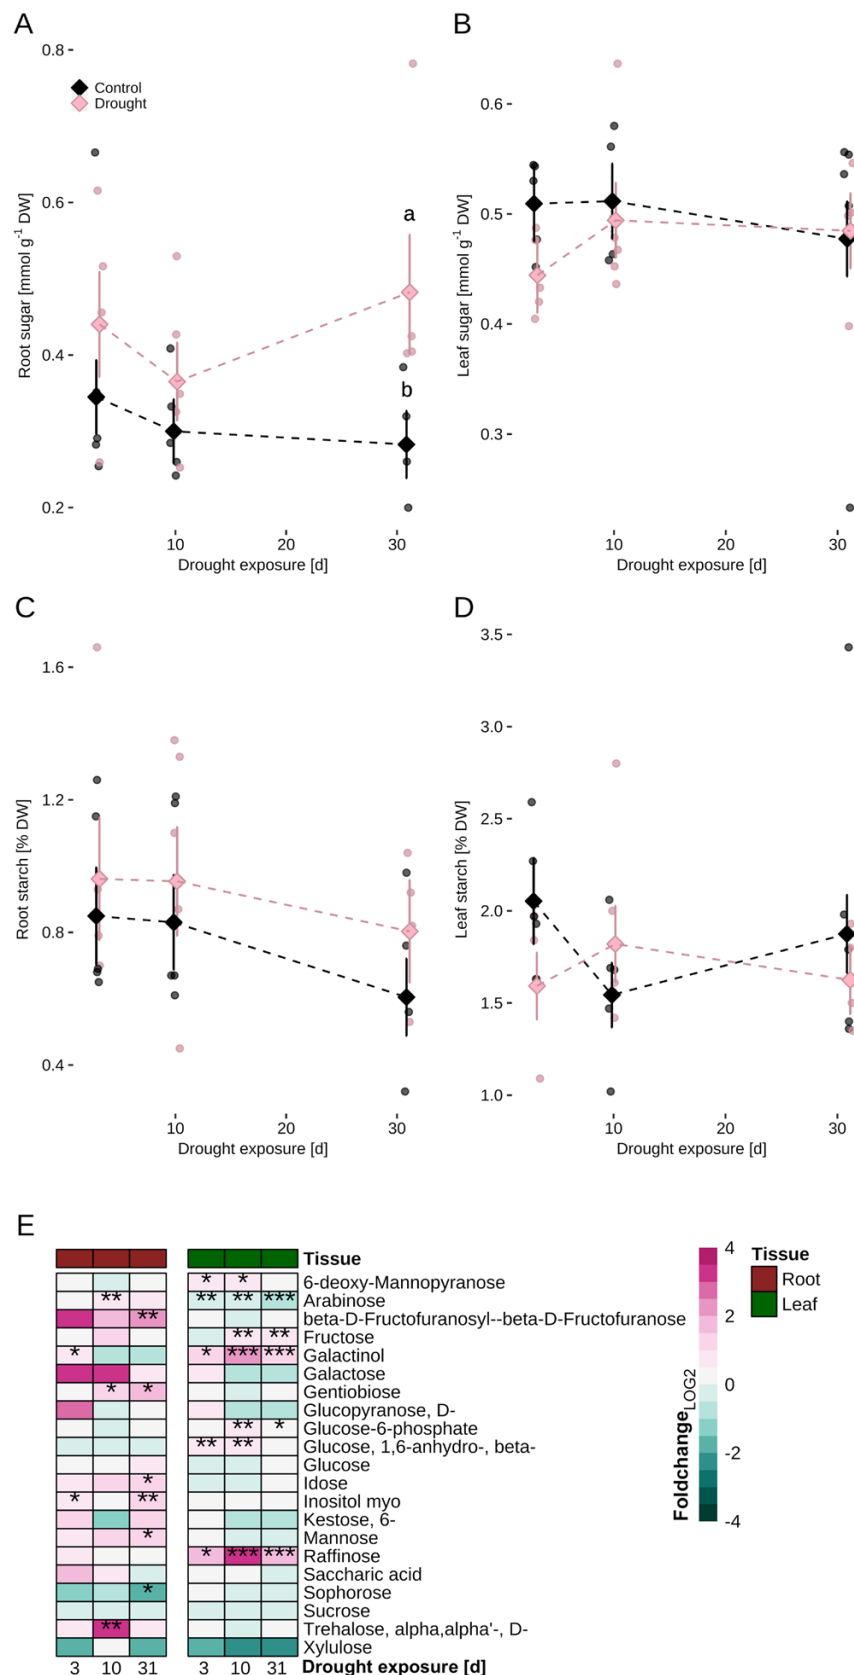 A
0.8
Control
Drought
0.6
0.4
0.2
Root sugar [mmol g-1 DW]
a
b
10 20 30
Drought exposure [d]
B
0.6
0.5
0.4
0.3
Leaf sugar [mmol g-1 DW]
10 20 30
Drought exposure [d]
C
1.6
1.2
0.8
0.4
Root starch [% DW]
10 20 30
Drought exposure [d]
D
3.5
3.0
2.5
2.0
1.5
1.0
Leaf starch [% DW]
10 20 30
Drought exposure [d]
E
Tissue
* * 6-deoxy-Mannopyranose
** ** ** *** Arabinose
** beta-D-Fructofuranosyl--beta-D-Fructofuranose
** ** Fructose
* * *** *** Galactinol
Galactose
* * Gentiobiose
Glucopyranose, D-
** * Glucose-6-phosphate
** ** Glucose, 1,6-anhydro-, beta-
Glucose
* Idose
* ** Inositol myo
Kestose, 6-
* Mannose
* *** *** Raffinose
Saccharic acid
* Sophorose
Sucrose
** Trehalose, alpha,alpha'-, D-
Xylulose
3 10 31 3 10 31 Drought exposure [d]
4
2
0
-2
-4
Foldchange LOG2
Tissue
Root
Leaf